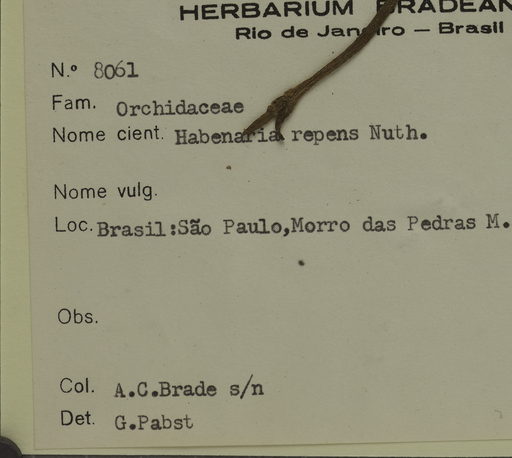 HERBARIUM BRADEAN
Rio de Janeiro — Brasil
N.º 8061
Fam. Orchidaceae
Nome cient. Habenaria repens Nuth.
Nome vulg.
Loc. Brasil:São Paulo,Morro das Pedras M.
Obs.
Col. A.C.Brade s/n
Det. G.Pabst